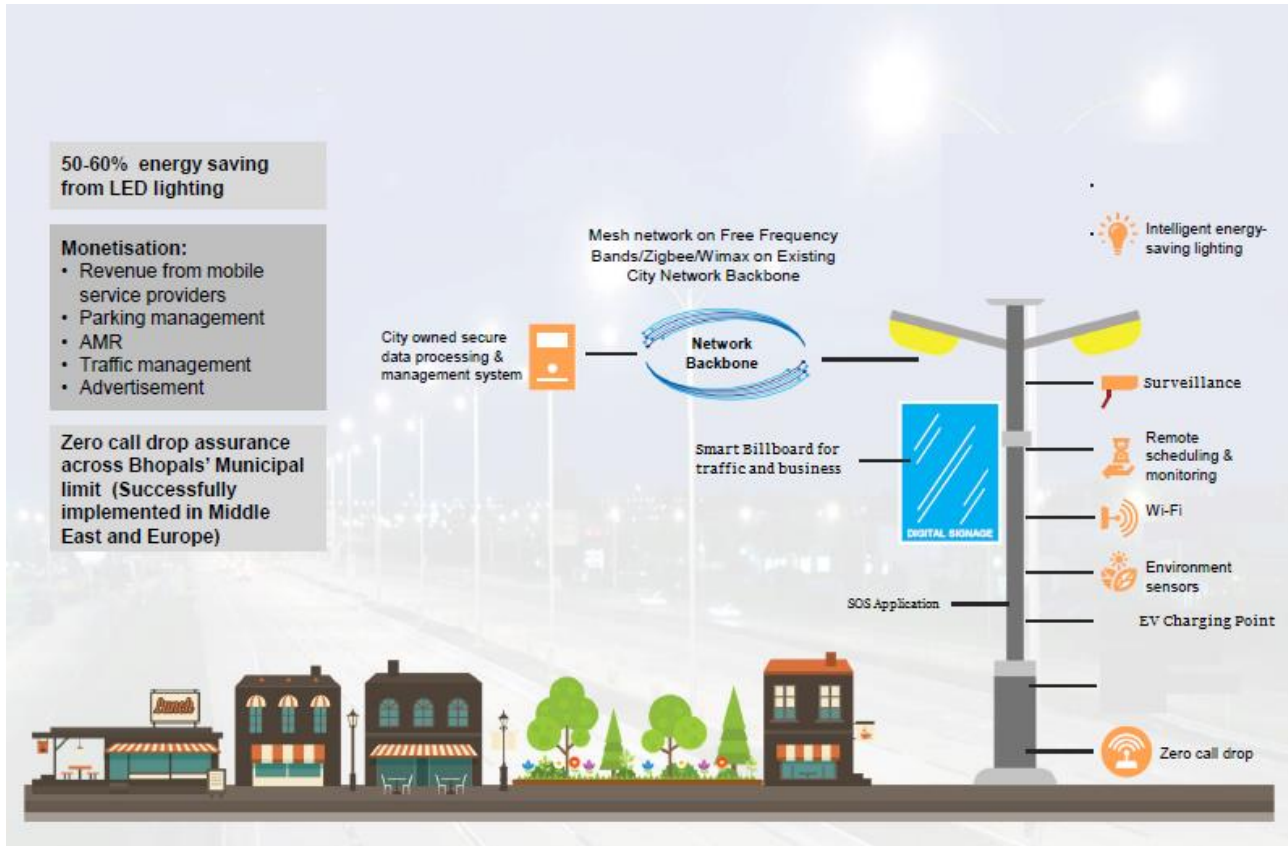 50-60% energy saving
from LED lighting
Monetisation:
• Revenue from mobile
service providers
• Parking management
• AMR
• Traffic management
• Advertisement
Zero call drop assurance
across Bhopals' Municipal
limit (Successfully
implemented in Middle
East and Europe)
Mesh network on Free Frequency
Bands/Zigbee/Wimax on Existing
City Network Backbone
City owned secure
data processing &
management system
Network
Backbone
Smart Billboard for
traffic and business
DIGITAL SIGNAGE
SOS Application
Intelligent energy-
saving lighting
Surveillance
Remote
scheduling &
monitoring
Wi-Fi
Environment
sensors
EV Charging Point
Zero call drop
Lunch